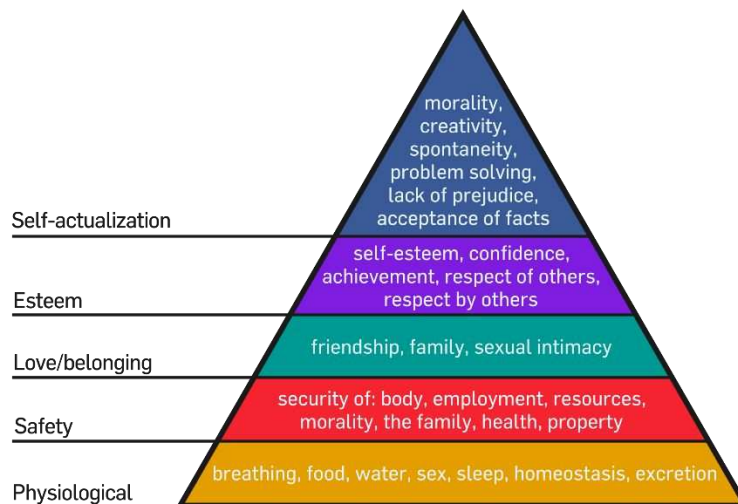 morality,
creativity,
spontaneity,
problem solving,
lack of prejudice,
acceptance of facts
Self-actualization
self-esteem, confidence,
achievement, respect of others,
respect by others
Esteem
friendship, family, sexual intimacy
Love/belonging
security of: body, employment, resources,
morality, the family, health, property
Safety
breathing, food, water, sex, sleep, homeostasis, excretion
Physiological